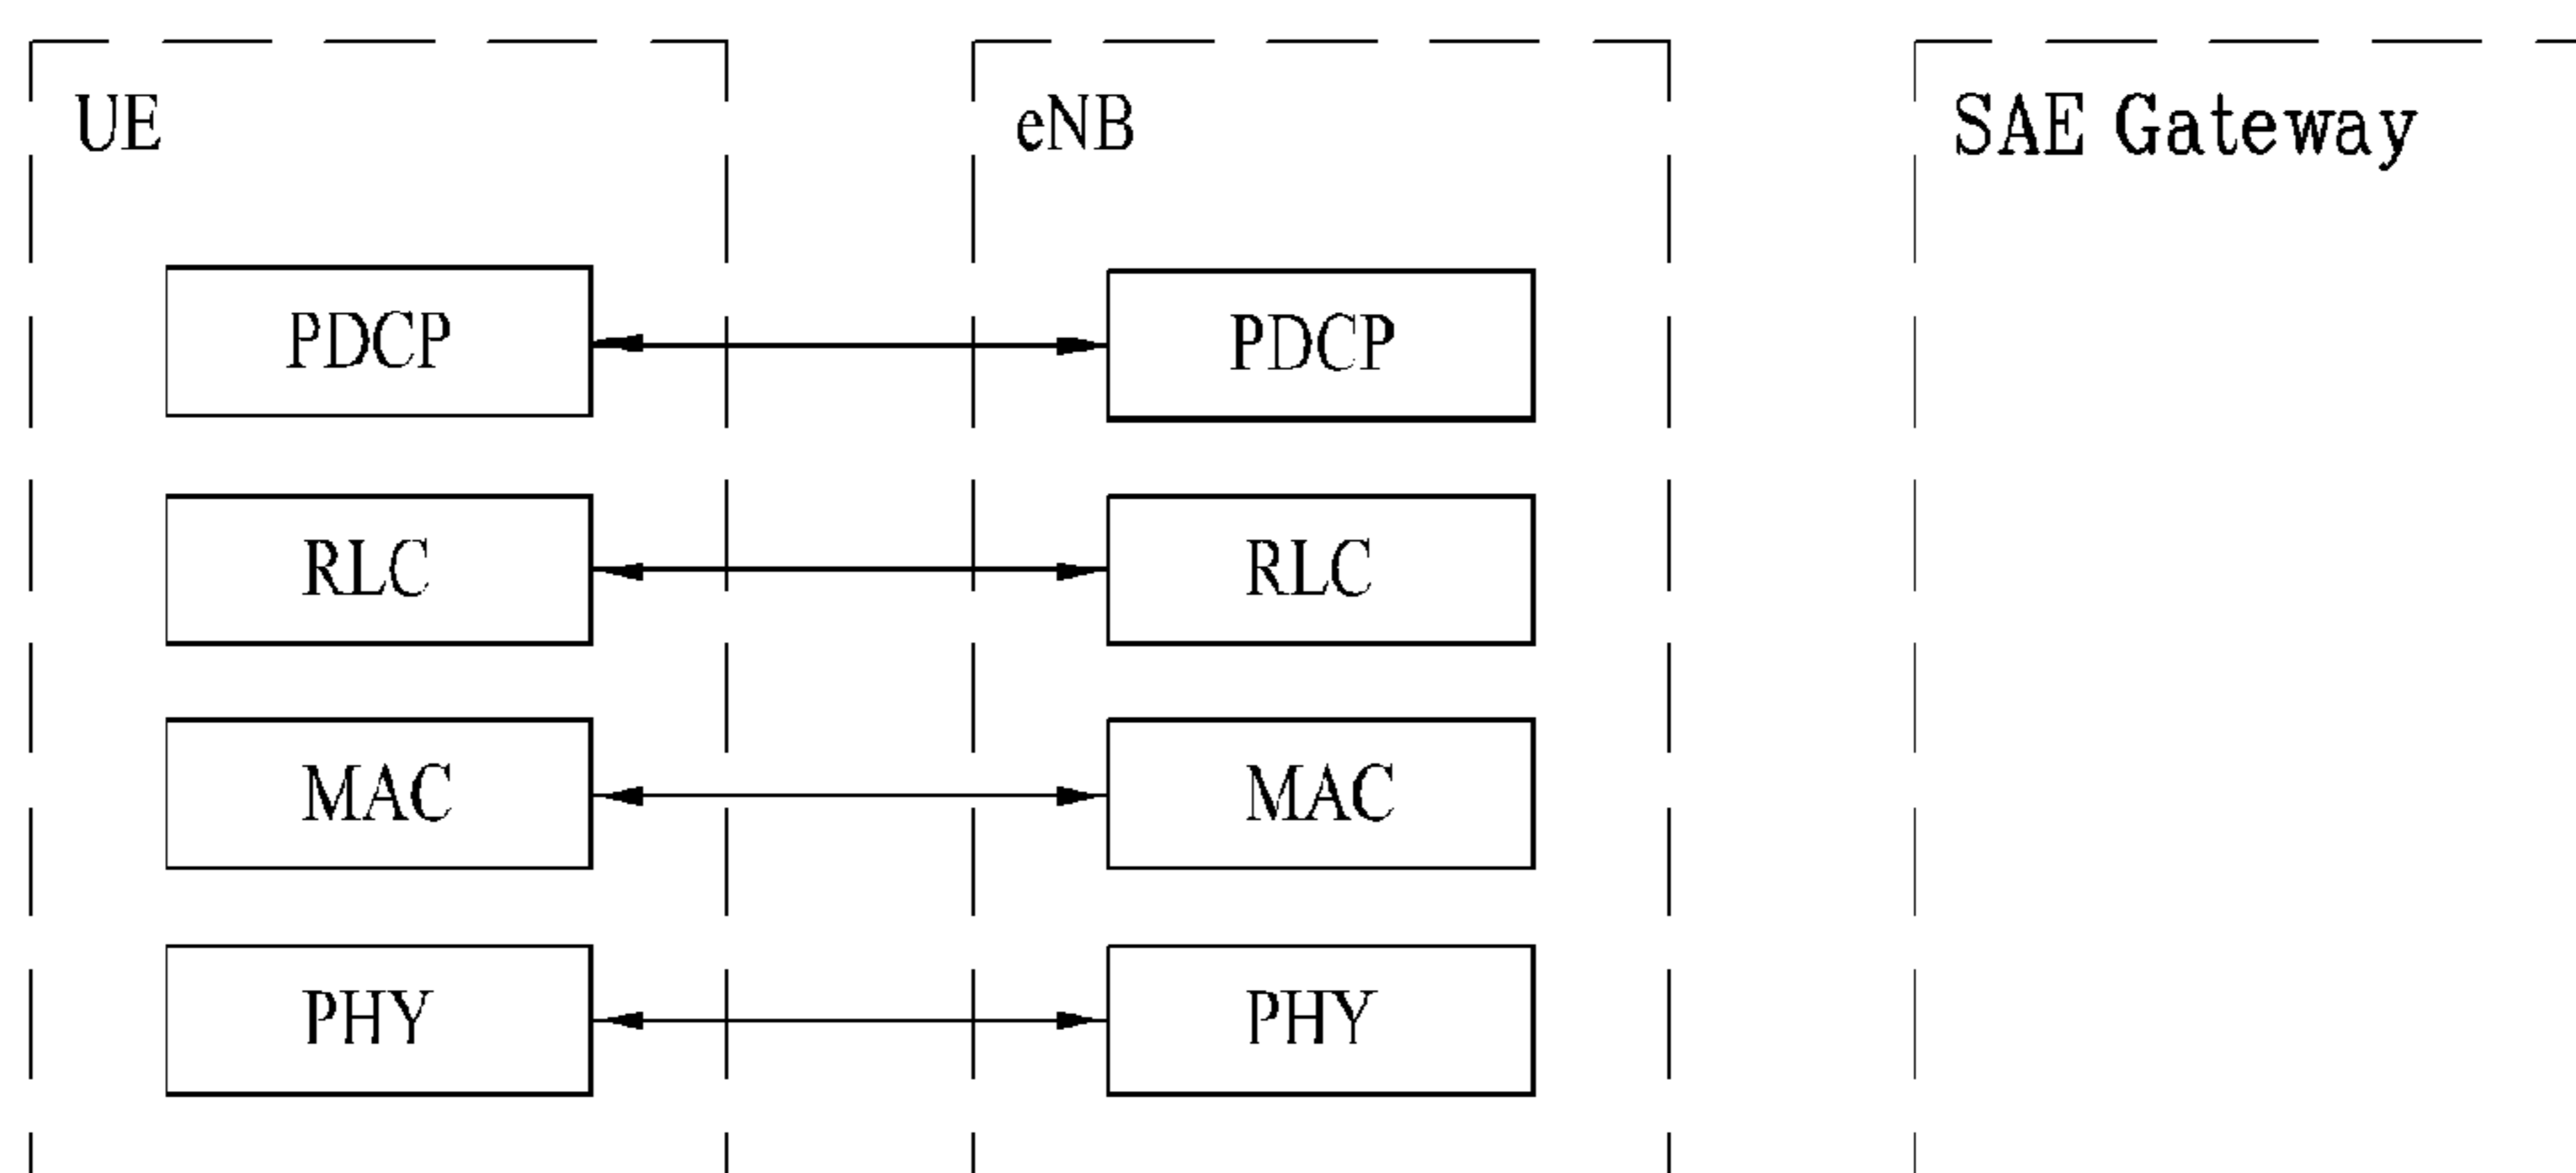 UE
eNB
SAE Gateway
PDCP
PDCP
RLC
RLC
MAC
MAC
PHY
PHY